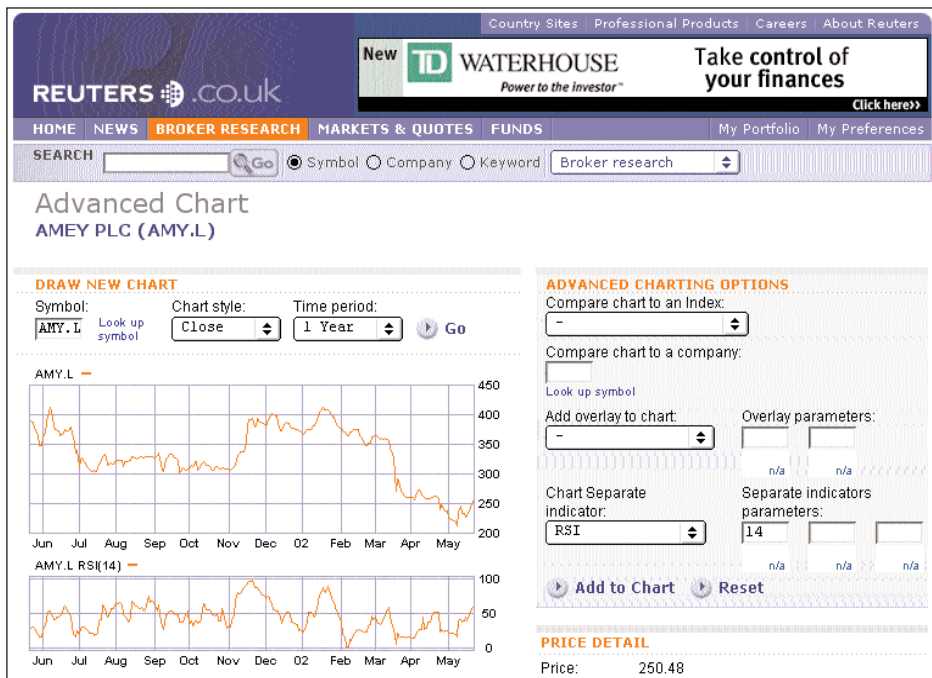 Country Sites Professional Products Careers About Reuters
New TD WATERHOUSE Take control of
Power to the investor™ your finances
Click here>>
REUTERS .co.uk
HOME NEWS BROKER RESEARCH MARKETS & QUOTES FUNDS My Portfolio My Preferences
SEARCH Go Symbol Company Keyword Broker research
Advanced Chart
AMEY PLC (AMY.L)
DRAW NEW CHART
Symbol: Chart style: Time period:
AMY.L Look up symbol Close 1 Year Go
AMY.L
450
400
350
300
250
200
Jun Jul Aug Sep Oct Nov Dec 02 Feb Mar Apr May
AMY.L RSI(14)
100
50
0
Jun Jul Aug Sep Oct Nov Dec 02 Feb Mar Apr May
ADVANCED CHARTING OPTIONS
Compare chart to an Index:
-
Compare chart to a company:
Look up symbol
Add overlay to chart: Overlay parameters:
-
n/a n/a
Chart Separate indicator: Separate indicators parameters:
RSI 14
n/a n/a n/a
Add to Chart Reset
PRICE DETAIL
Price: 250.48